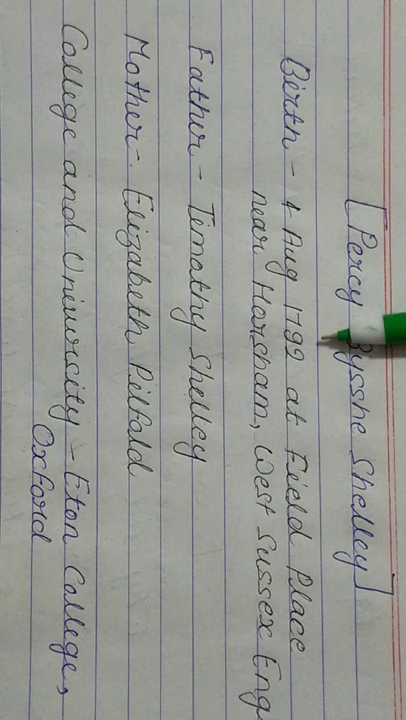 [Percy Bysshe Shelley]
Birth - 4 Aug 1792 at Field Place
near Horsham, West Sussex Eng
Father - Timothy Shelley
Mother - Elizabeth Pilfold
College and University - Eton College,
Oxford